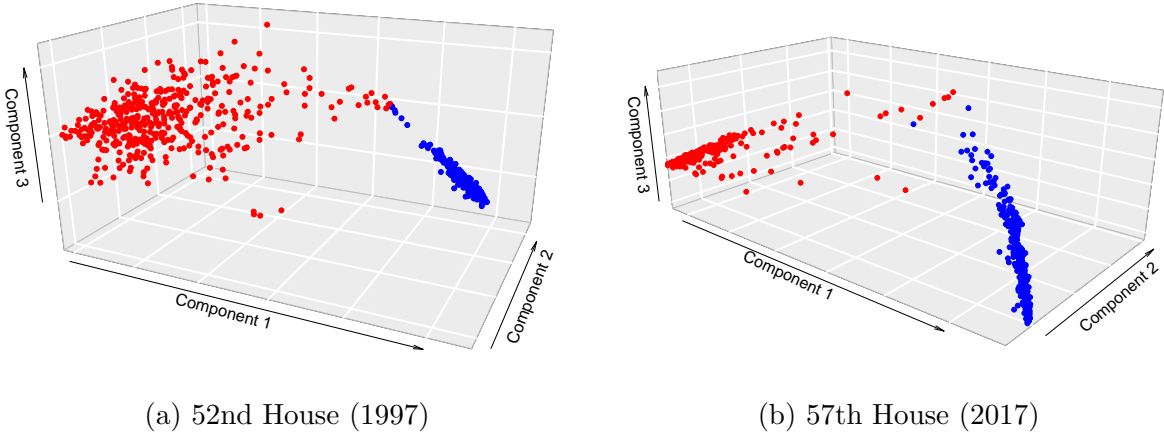 Component 3
Component 1
Component 2
Component 3
Component 1
Component 2
(a) 52nd House (1997)
(b) 57th House (2017)